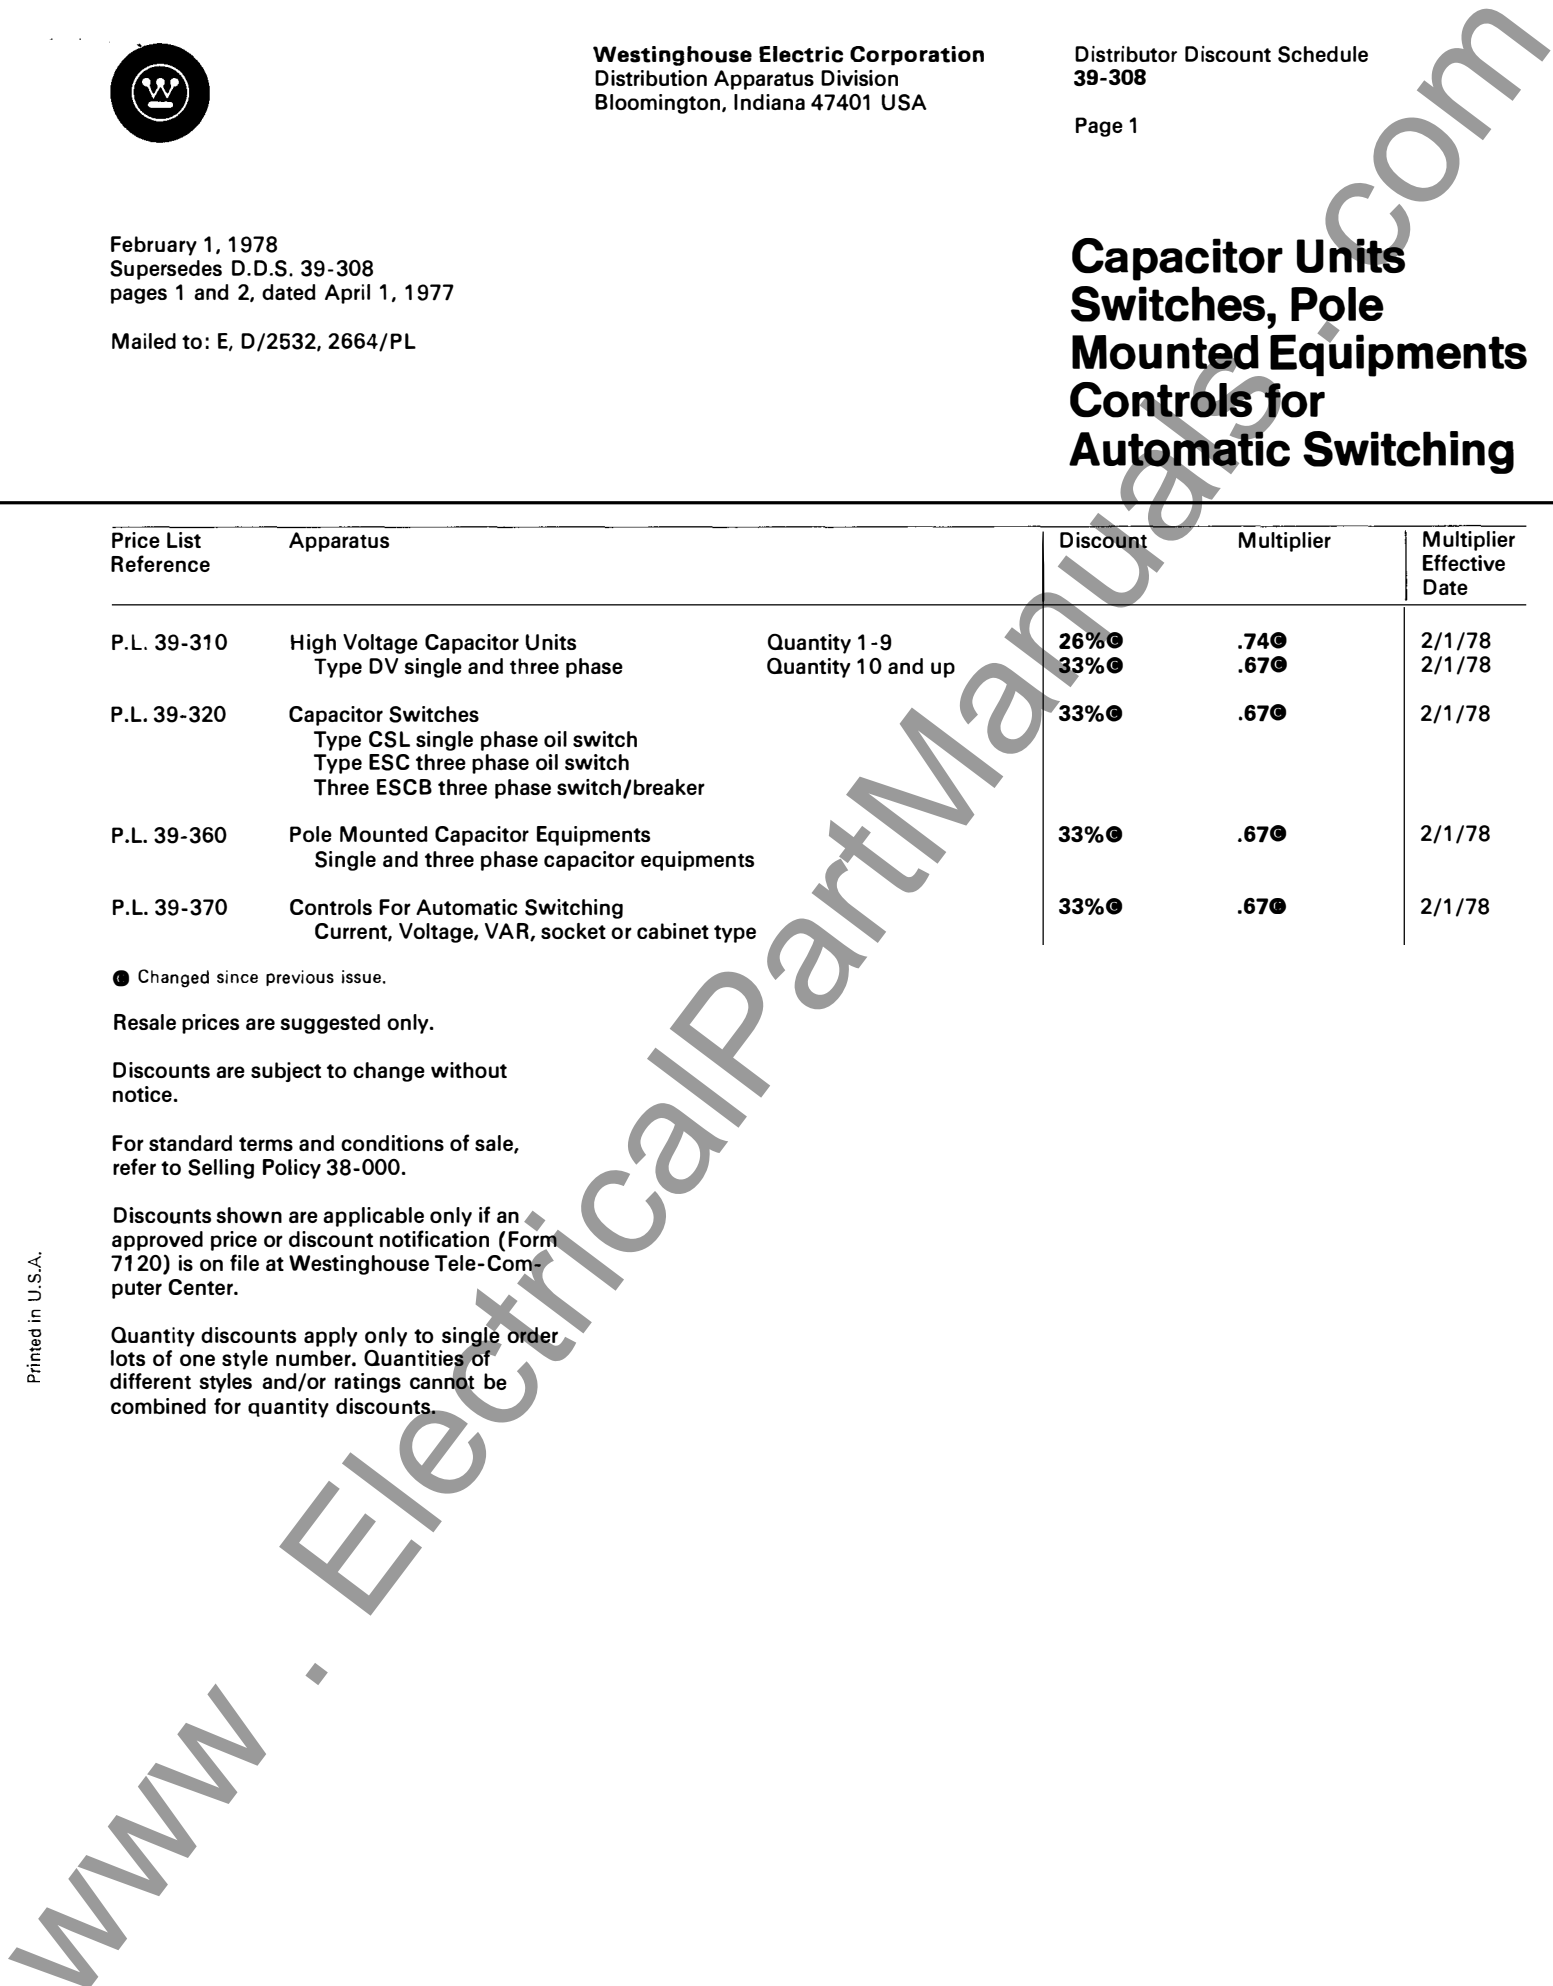 W
Westinghouse Electric Corporation
Distribution Apparatus Division
Bloomington, Indiana 47401 USA
Distributor Discount Schedule
39-308
Page 1
February 1, 1978
Supersedes D.D.S. 39-308
pages 1 and 2, dated April 1, 1977
Mailed to: E, D/2532, 2664/PL
Capacitor Units
Switches, Pole
Mounted Equipments
Controls for
Automatic Switching
Price List Apparatus Discount Multiplier Multiplier
Reference Effective
Date
P.L. 39-310 High Voltage Capacitor Units Quantity 1-9 26%🅒 .74🅒 2/1/78
Type DV single and three phase Quantity 10 and up 33%🅒 .67🅒 2/1/78
P.L. 39-320 Capacitor Switches 33%🅒 .67🅒 2/1/78
Type CSL single phase oil switch
Type ESC three phase oil switch
Three ESCB three phase switch/breaker
P.L. 39-360 Pole Mounted Capacitor Equipments 33%🅒 .67🅒 2/1/78
Single and three phase capacitor equipments
P.L. 39-370 Controls For Automatic Switching 33%🅒 .67🅒 2/1/78
Current, Voltage, VAR, socket or cabinet type
🅒 Changed since previous issue.
Resale prices are suggested only.
Discounts are subject to change without
notice.
For standard terms and conditions of sale,
refer to Selling Policy 38-000.
Discounts shown are applicable only if an
approved price or discount notification (Form
7120) is on file at Westinghouse Tele-Com-
puter Center.
Quantity discounts apply only to single order
lots of one style number. Quantities of
different styles and/or ratings cannot be
combined for quantity discounts.
Printed in U.S.A.
www . ElectricalPartManuals . com